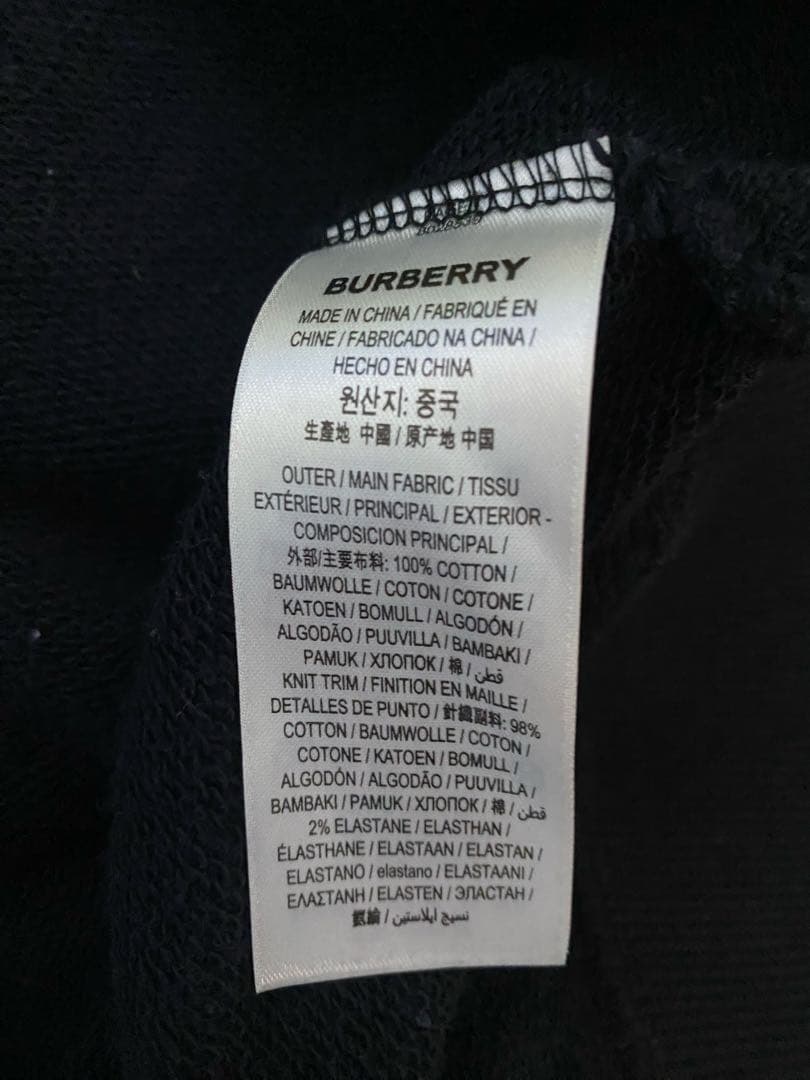 BURBERRY
MADE IN CHINA / FABRIQUÉ EN
CHINE / FABRICADO NA CHINA /
HECHO EN CHINA
원산지: 중국
生產地 中國 / 原产地 中国
OUTER / MAIN FABRIC / TISSU
EXTÉRIEUR / PRINCIPAL / EXTERIOR -
COMPOSICION PRINCIPAL /
外部/主要布料: 100% COTTON /
BAUMWOLLE / COTON / COTONE /
KATOEN / BOMULL / ALGODÓN /
ALGODÃO / PUUVILLA / BAMBAKI /
PAMUK / ХЛОПОК / 棉 / قطن /
KNIT TRIM / FINITION EN MAILLE /
DETALLES DE PUNTO / 針織副料: 98%
COTTON / BAUMWOLLE / COTON /
COTONE / KATOEN / BOMULL /
ALGODÓN / ALGODÃO / PUUVILLA /
BAMBAKI / PAMUK / ХЛОПОК / 棉 / قطن /
2% ELASTANE / ELASTHAN /
ÉLASTHANE / ELASTAAN / ELASTAN /
ELASTANO / elastano / ELASTAANI /
ΕΛΑΣΤΑΝΗ / ELASTEN / ЭЛАСТАН /
氨綸 / نسيج ايلاستين